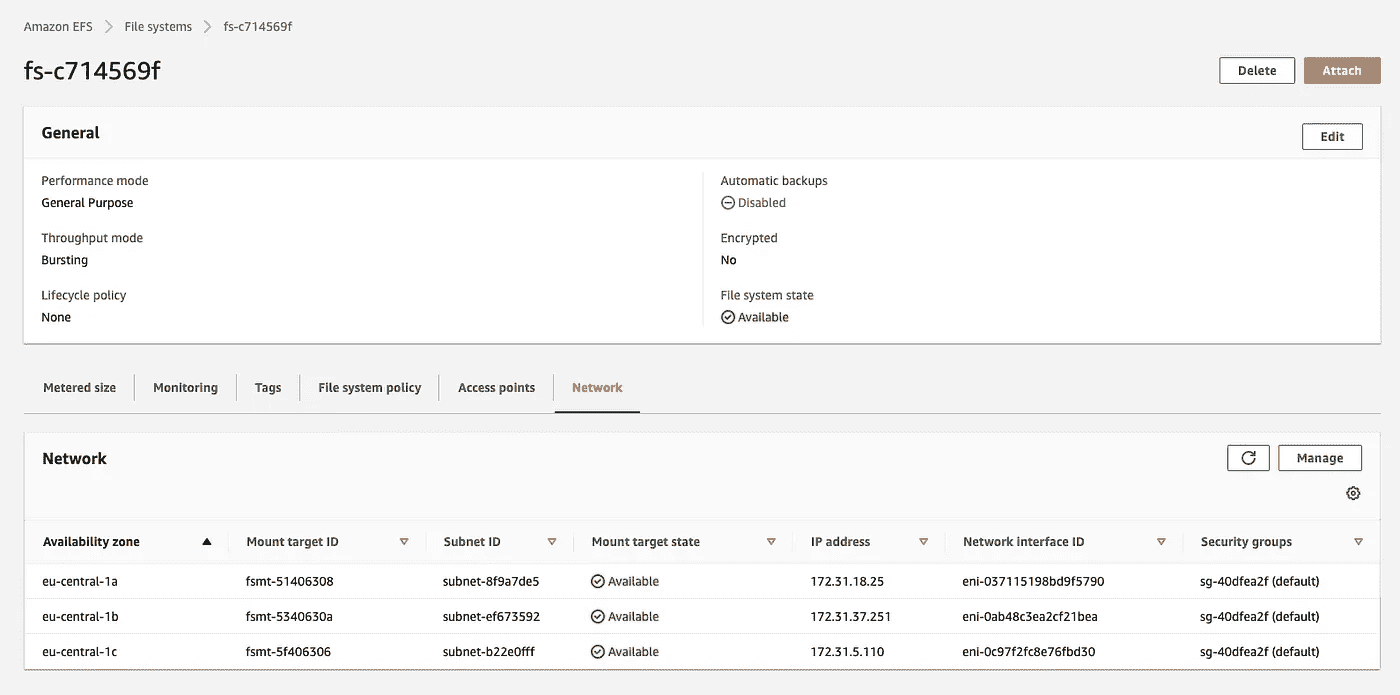 Amazon EFS File systems fs-c714569f
fs-c714569f Delete Attach
General Edit
Performance mode Automatic backups
General Purpose Disabled
Throughput mode Encrypted
Bursting No
Lifecycle policy File system state
None Available
Metered size Monitoring Tags File system policy Access points Network
Network Manage
Availability zone Mount target ID Subnet ID Mount target state IP address Network interface ID Security groups
eu-central-1a fsmt-51406308 subnet-8f9a7de5 Available 172.31.18.25 eni-037115198bd9f5790 sg-40dfea2f (default)
eu-central-1b fsmt-5340630a subnet-ef673592 Available 172.31.37.251 eni-0ab48c3ea2cf21bea sg-40dfea2f (default)
eu-central-1c fsmt-5f406306 subnet-b22e0fff Available 172.31.5.110 eni-0c97f2fc8e76fbd30 sg-40dfea2f (default)